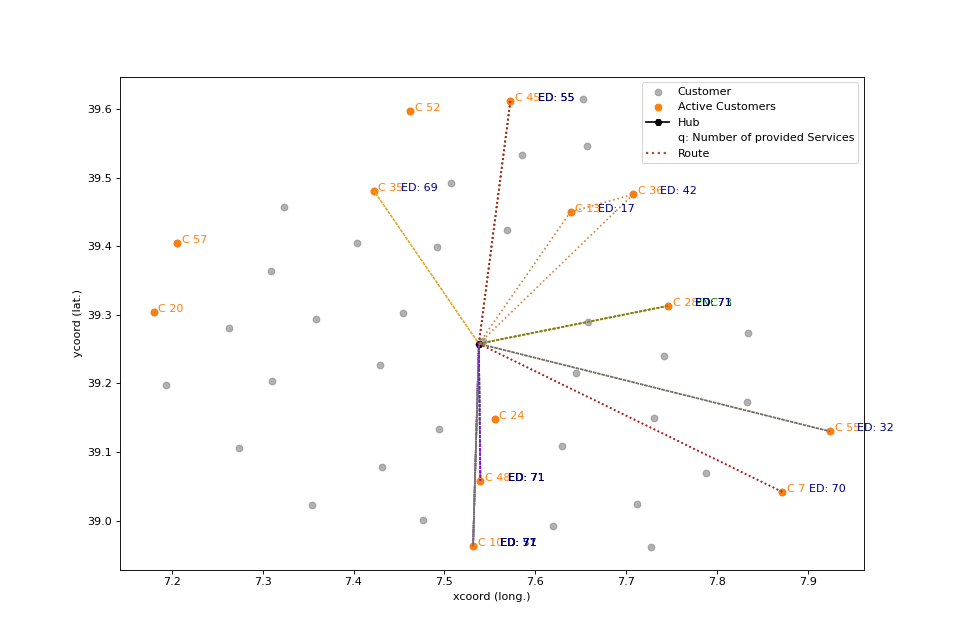 Customer
Active Customers
Hub
q: Number of provided Services
Route
C 52
C 45 ED: 55
C 35 ED: 69
C 36 ED: 42
C 13 ED: 17
C 57
C 20
C 28
C 24
C 55 ED: 32
C 48 ED: 71
C 7 ED: 70
C 10
39.6
39.5
39.4
39.3
39.2
39.1
39.0
ycoord (lat.)
7.2 7.3 7.4 7.5 7.6 7.7 7.8 7.9
xcoord (long.)